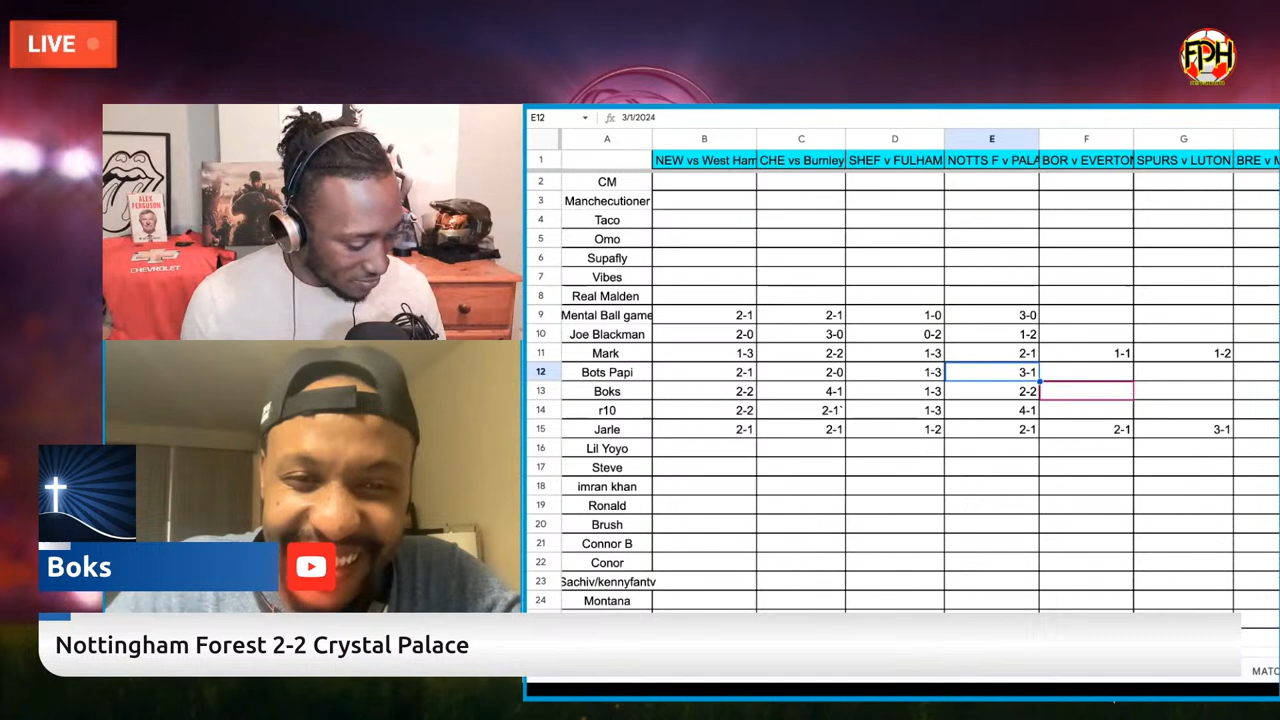 LIVE
FPH
ALEX
FERGUSON
CHEVROLET
E12 fx 3/1/2024
A B C D E F G
1 NEW vs West Ham CHE vs Burnley SHEF v FULHAM NOTTS F v PALA BOR v EVERTON SPURS v LUTON BRE v M
2 CM
3 Manchecutioner
4 Taco
5 Omo
6 Supafly
7 Vibes
8 Real Malden
9 Mental Ball game 2-1 2-1 1-0 3-0
10 Joe Blackman 2-0 3-0 0-2 1-2
11 Mark 1-3 2-2 1-3 2-1 1-1 1-2
12 Bots Papi 2-1 2-0 1-3 3-1
13 Boks 2-2 4-1 1-3 2-2
14 r10 2-2 2-1` 1-3 4-1
15 Jarle 2-1 2-1 1-2 2-1 2-1 3-1
16 Lil Yoyo
17 Steve
18 imran khan
19 Ronald
20 Brush
21 Connor B
22 Conor
23 Sachiv/kennyfantv
24 Montana
Boks
Nottingham Forest 2-2 Crystal Palace
MATC